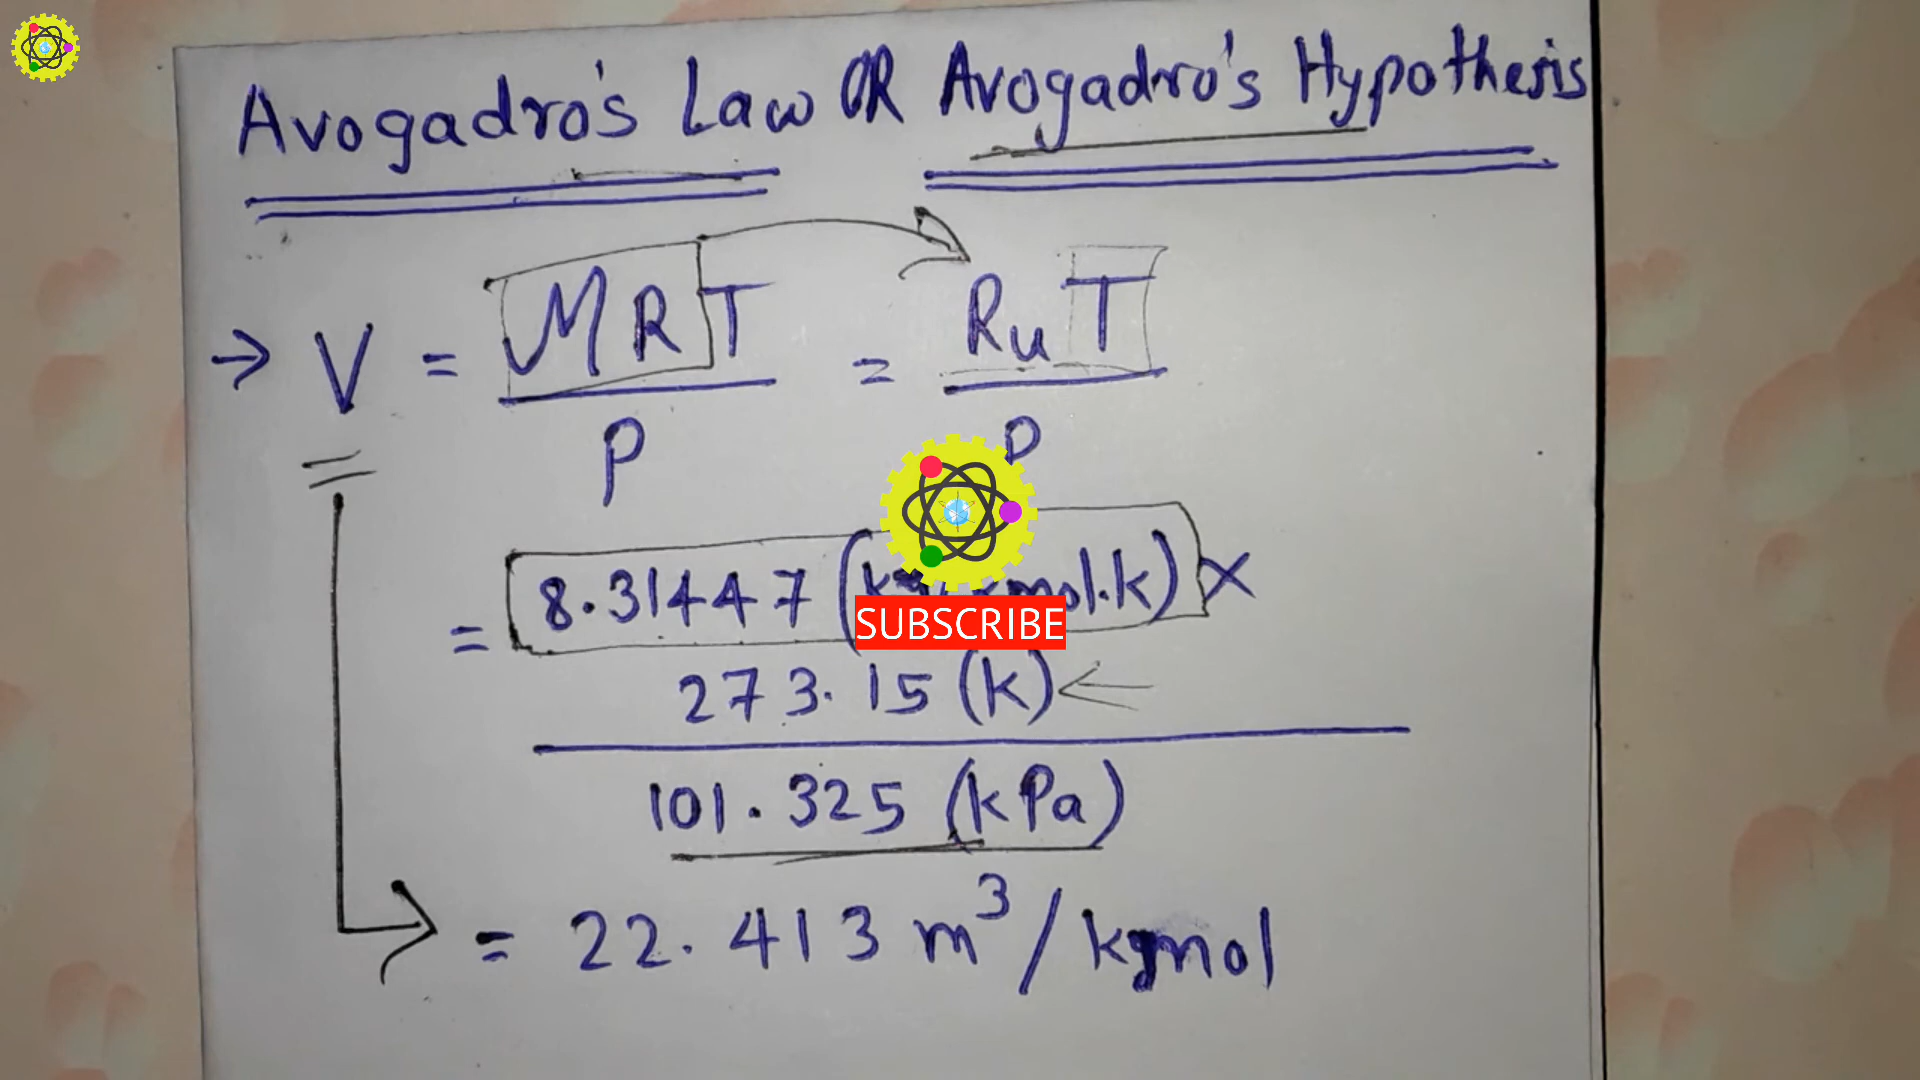 Avogadro's Law OR Avogadro's Hypothesis
→ V = MRT / P = RuT / P
= 8.31447 ( mol.k) ×
SUBSCRIBE
273.15 (k) ←
101.325 (kPa)
= 22.413 m³/kgmol